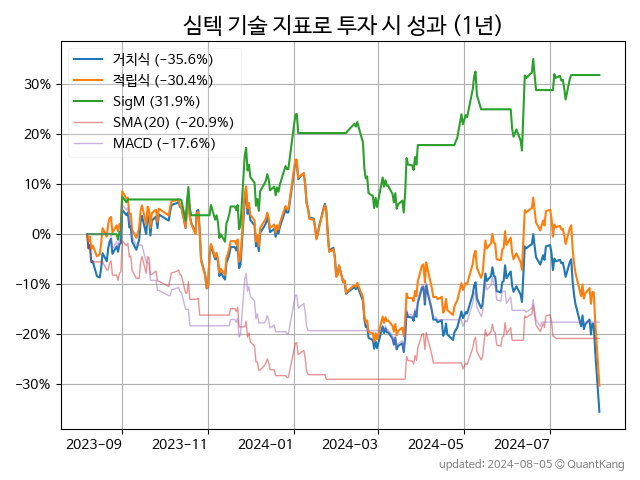 심텍 기술 지표로 투자 시 성과 (1년)
거치식 (−35.6%)
적립식 (−30.4%)
SigM (31.9%)
SMA(20) (−20.9%)
MACD (−17.6%)
30%
20%
10%
0%
−10%
−20%
−30%
2023-09 2023-11 2024-01 2024-03 2024-05 2024-07
updated: 2024-08-05 © QuantKang